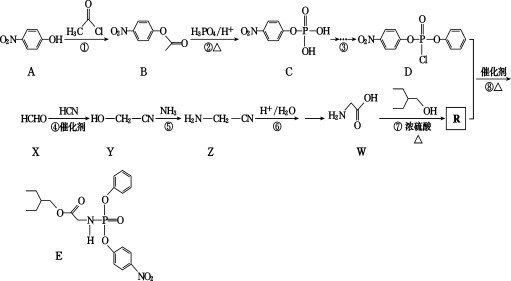 O₂N OH H₃C O Cl ① O₂N O O H₃PO₄/H⁺ ②△ O₂N O O P OH OH ③ O₂N O O P O Cl
A B C D
催化剂 ⑧△
HCHO HCN ④催化剂 HO CN NH₃ ⑤ H₂N CN H⁺/H₂O ⑥ H₂N OH O OH ⑦浓硫酸 △ R
X Y Z W
O O N H P O O O NO₂
E